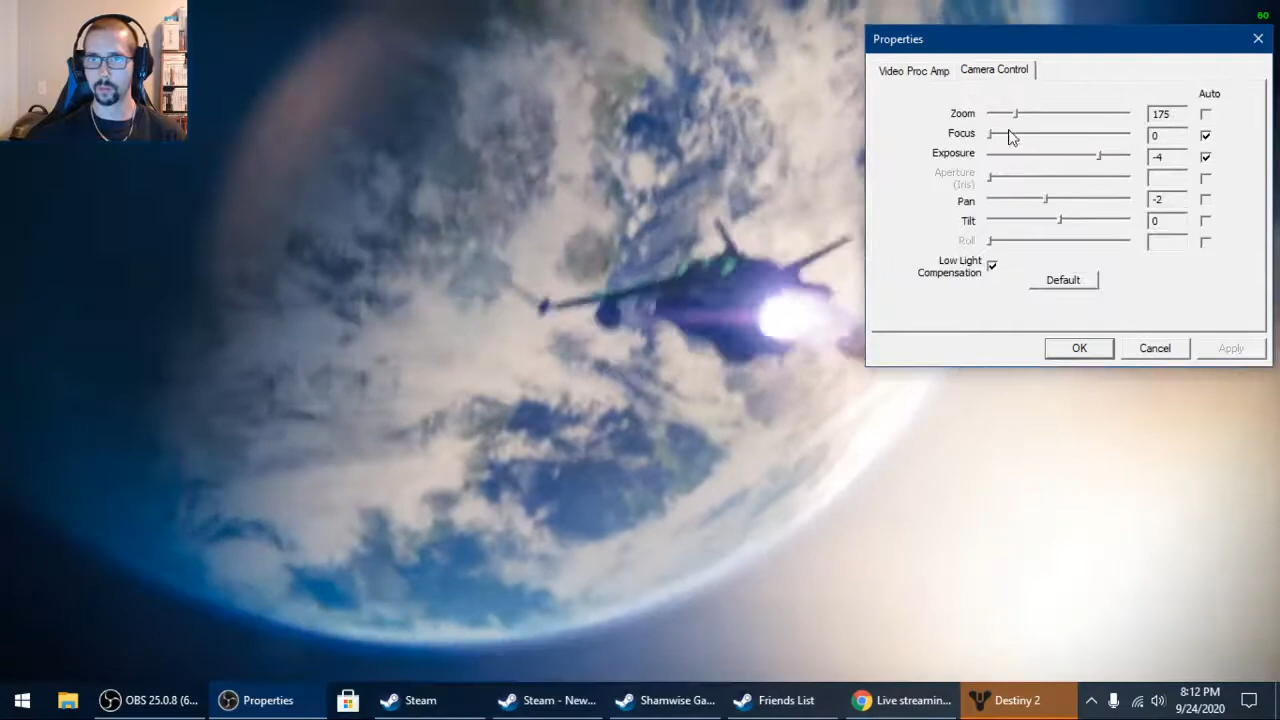 60
Properties
Video Proc Amp
Camera Control
Auto
Zoom
175
Focus
0
Exposure
-4
Aperture
(Iris)
Pan
-2
Tilt
0
Roll
Low Light
Compensation
Default
OK
Cancel
Apply
OBS 25.0.8 (6...
Properties
Steam
Steam - New...
Shamwise Ga...
Friends List
Live streamin...
Destiny 2
8:12 PM
9/24/2020